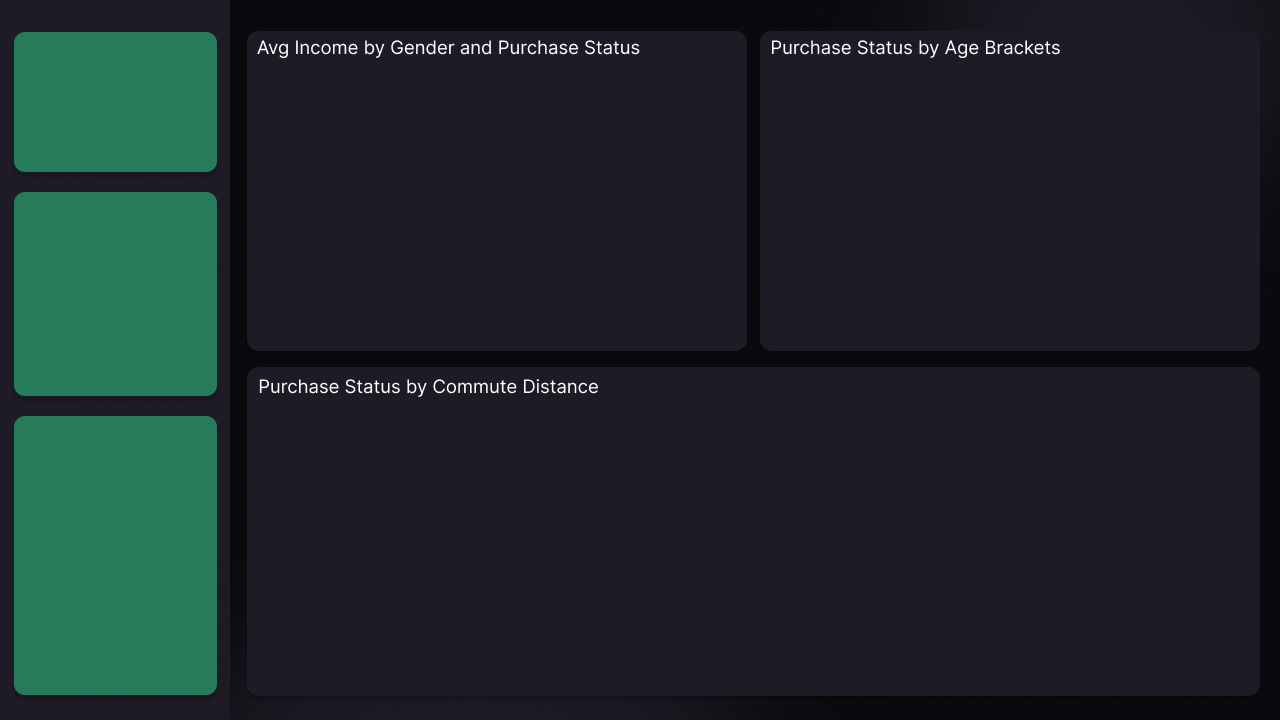 Avg Income by Gender and Purchase Status
Purchase Status by Age Brackets
Purchase Status by Commute Distance